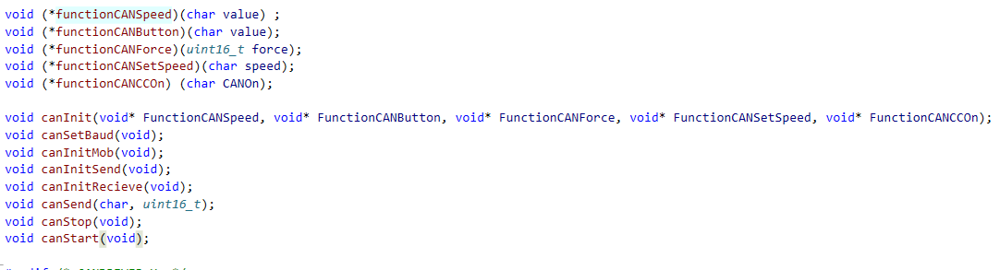 void (*functionCANSpeed)(char value) ;
void (*functionCANButton)(char value);
void (*functionCANForce)(uint16_t force);
void (*functionCANSetSpeed)(char speed);
void (*functionCANCCOn) (char CANOn);
void canInit(void* FunctionCANSpeed, void* FunctionCANButton, void* FunctionCANForce, void* FunctionCANSetSpeed, void* FunctionCANCCOn);
void canSetBaud(void);
void canInitMob(void);
void canInitSend(void);
void canInitRecieve(void);
void canSend(char, uint16_t);
void canStop(void);
void canStart(void);